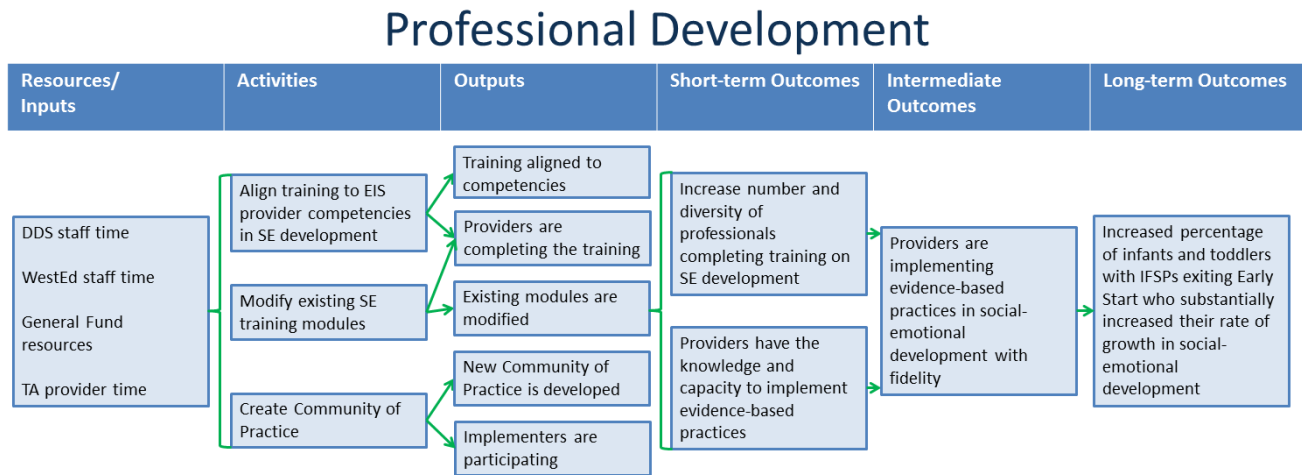 Professional Development
Resources/
Inputs
Activities
Outputs
Short-term Outcomes
Intermediate
Outcomes
Long-term Outcomes
DDS staff time
WestEd staff time
General Fund
resources
TA provider time
Align training to EIS
provider competencies
in SE development
Modify existing SE
training modules
Create Community of
Practice
Training aligned to
competencies
Providers are
completing the training
Existing modules are
modified
New Community of
Practice is developed
Implementers are
participating
Increase number and
diversity of
professionals
completing training on
SE development
Providers have the
knowledge and
capacity to implement
evidence-based
practices
Providers are
implementing
evidence-based
practices in social-
emotional
development with
fidelity
Increased percentage
of infants and toddlers
with IFSPs exiting Early
Start who substantially
increased their rate of
growth in social-
emotional
development